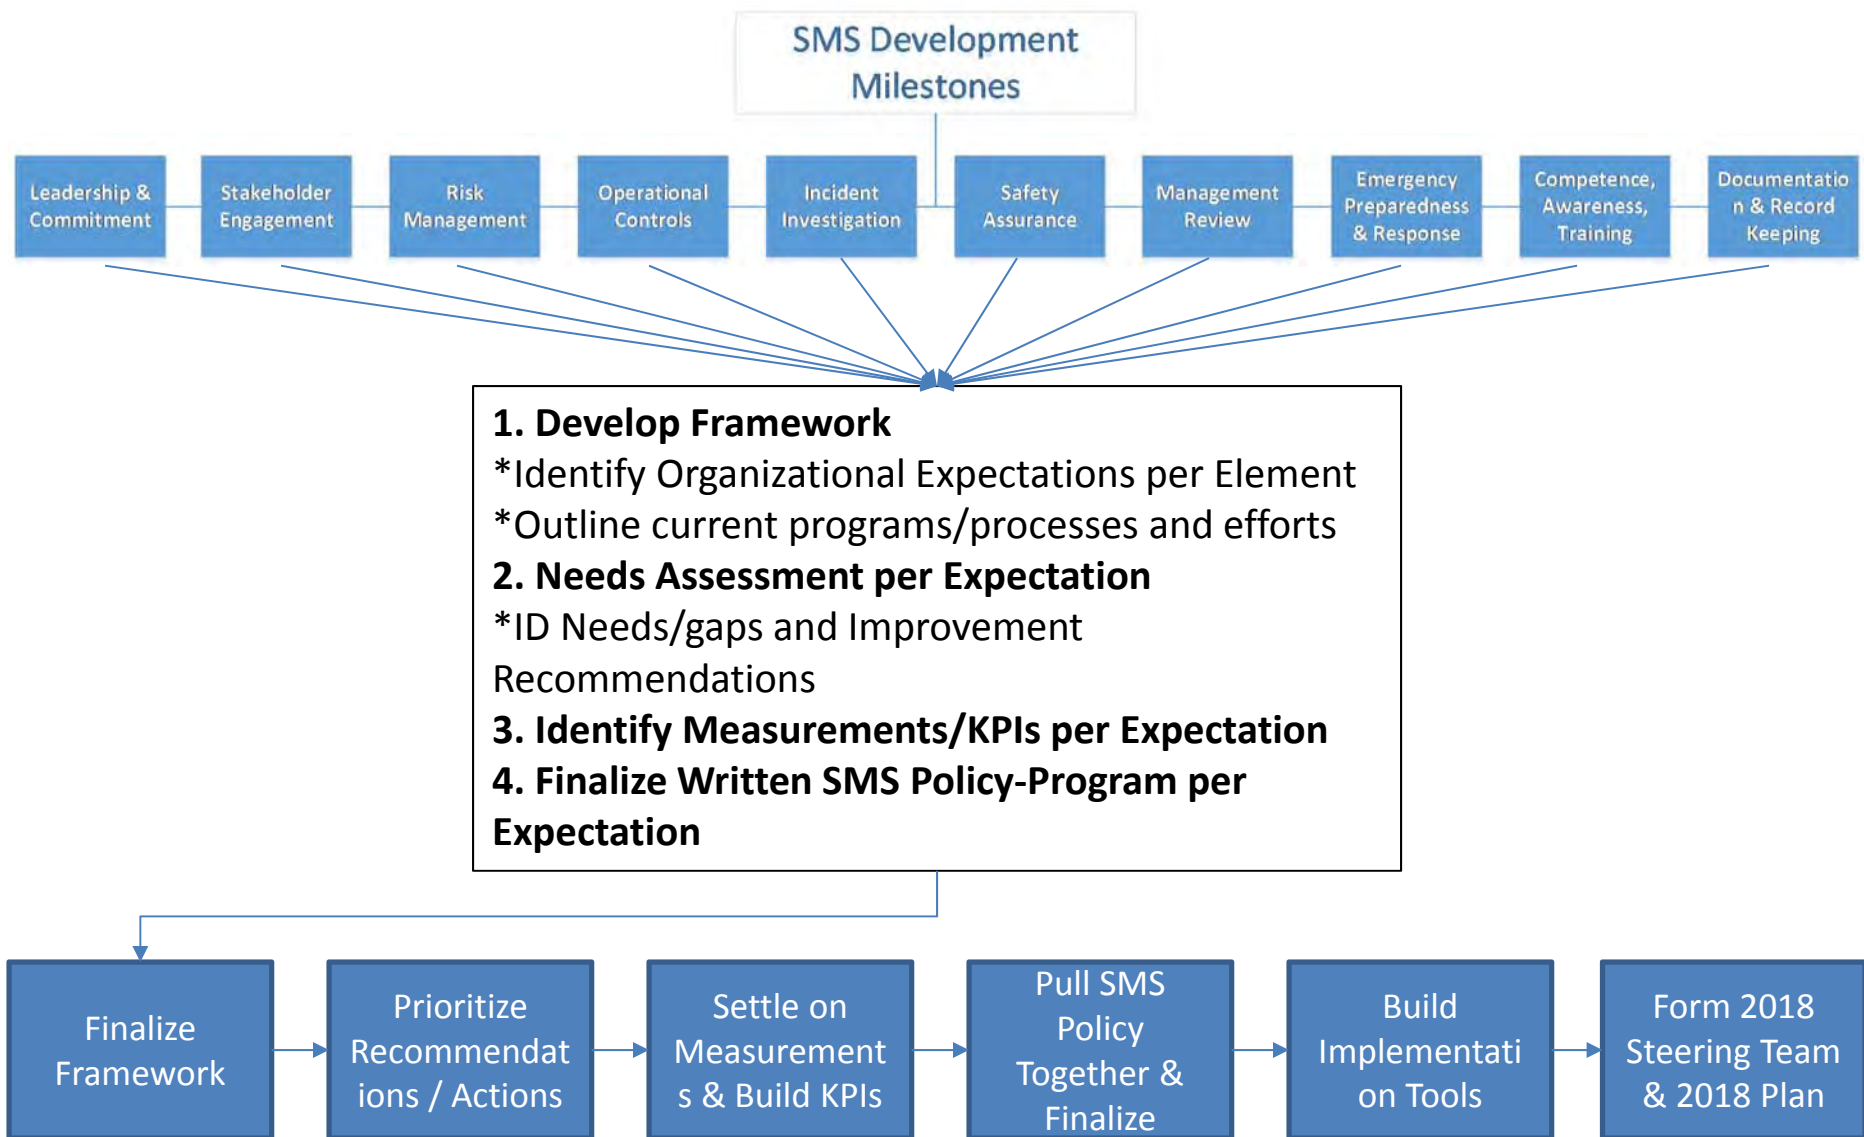 SMS Development
Milestones
Leadership &
Commitment
Stakeholder
Engagement
Risk
Management
Operational
Controls
Incident
Investigation
Safety
Assurance
Management
Review
Emergency
Preparedness
& Response
Competence,
Awareness,
Training
Documentatio
n & Record
Keeping
1. Develop Framework
*Identify Organizational Expectations per Element
*Outline current programs/processes and efforts
2. Needs Assessment per Expectation
*ID Needs/gaps and Improvement
Recommendations
3. Identify Measurements/KPIs per Expectation
4. Finalize Written SMS Policy-Program per
Expectation
Finalize
Framework
Prioritize
Recommendat
ions / Actions
Settle on
Measurement
s & Build KPIs
Pull SMS
Policy
Together &
Finalize
Build
Implementati
on Tools
Form 2018
Steering Team
& 2018 Plan